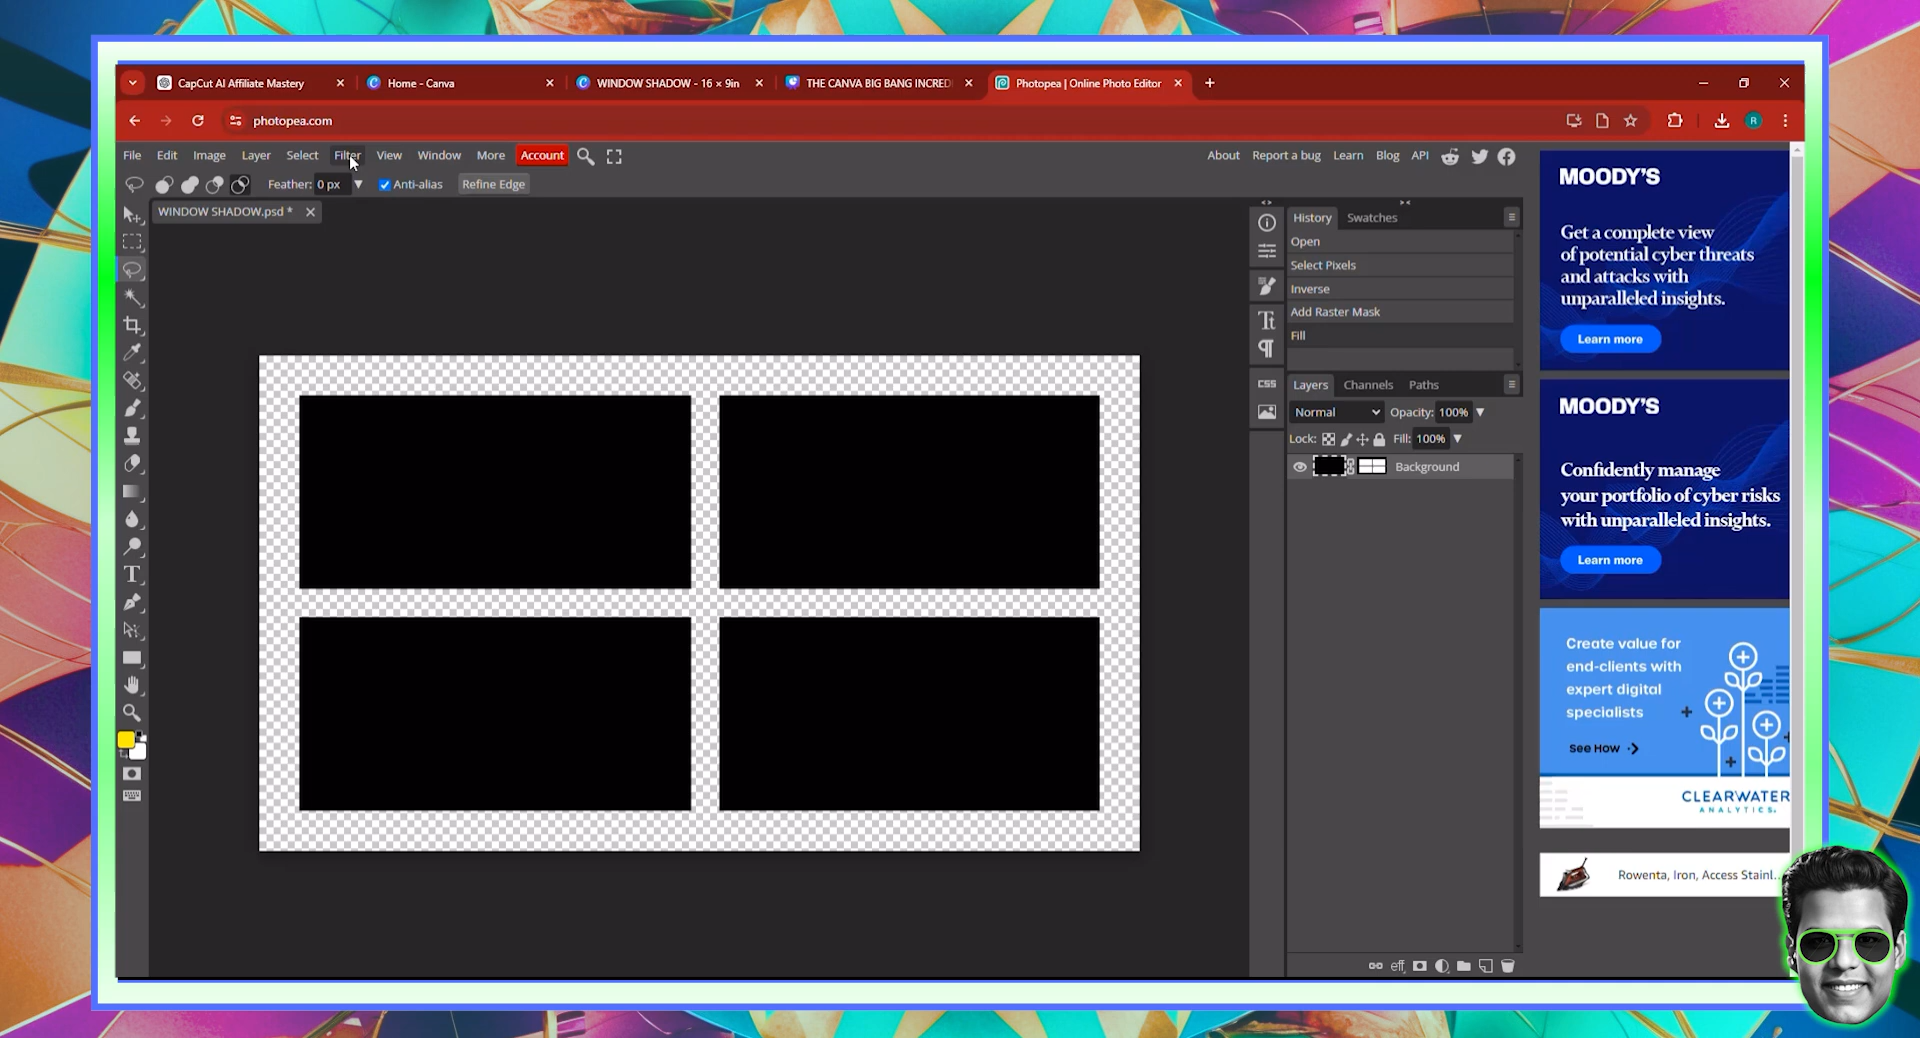 CapCut AI Affiliate Mastery
Home - Canva
WINDOW SHADOW - 16 × 9in
THE CANVA BIG BANG INCRED
Photopea | Online Photo Editor
photopea.com
R
File Edit Image Layer Select Filter View Window More Account
About Report a bug Learn Blog API
Feather: 0 px Anti-alias Refine Edge
WINDOW SHADOW.psd *
History Swatches
Open
Select Pixels
Inverse
Add Raster Mask
Fill
CSS
Layers Channels Paths
Normal Opacity: 100%
Lock: Fill: 100%
Background
eff
MOODY'S
Get a complete view
of potential cyber threats
and attacks with
unparalleled insights.
Learn more
MOODY'S
Confidently manage
your portfolio of cyber risks
with unparalleled insights.
Learn more
Create value for
end-clients with
expert digital
specialists
See How
CLEARWATER
ANALYTICS.
Rowenta, Iron, Access Stainl...